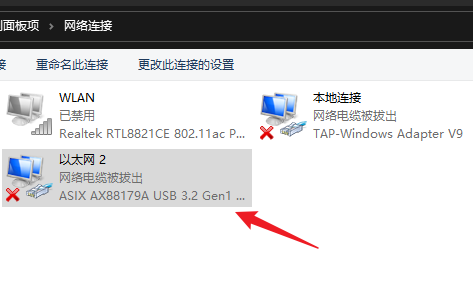 制面板项 › 网络连接
接 重命名此连接 更改此连接的设置
WLAN
已禁用
Realtek RTL8821CE 802.11ac P...
本地连接
网络电缆被拔出
TAP-Windows Adapter V9
以太网 2
网络电缆被拔出
ASIX AX88179A USB 3.2 Gen1 ...